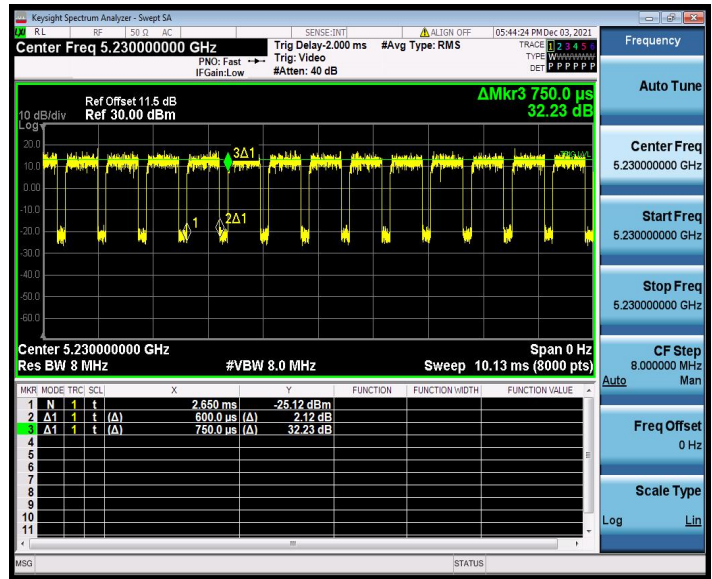 Keysight Spectrum Analyzer - Swept SA
RL RF 50 Ω AC SENSE:INT ALIGN OFF 05:44:24 PM Dec 03, 2021
Center Freq 5.230000000 GHz
PNO: Fast
IFGain:Low
Trig Delay-2.000 ms
Trig: Video
#Atten: 40 dB
#Avg Type: RMS
TRACE 1 2 3 4 5 6
TYPE
DET P P P P P P
Frequency
Auto Tune
Center Freq
5.230000000 GHz
Start Freq
5.230000000 GHz
Stop Freq
5.230000000 GHz
CF Step
8.000000 MHz
Auto Man
Freq Offset
0 Hz
Scale Type
Log Lin
Ref Offset 11.5 dB
10 dB/div Ref 30.00 dBm
Log
ΔMkr3 750.0 µs
32.23 dB
20.0
10.0
0.00
-10.0
-20.0
-30.0
-40.0
-50.0
-60.0
3Δ1
1
2Δ1
Center 5.230000000 GHz Span 0 Hz
Res BW 8 MHz #VBW 8.0 MHz Sweep 10.13 ms (8000 pts)
MKR MODE TRC SCL X Y FUNCTION FUNCTION WIDTH FUNCTION VALUE
1 N 1 t 2.650 ms -25.12 dBm
2 Δ1 1 t (Δ) 600.0 µs (Δ) 2.12 dB
3 Δ1 1 t (Δ) 750.0 µs (Δ) 32.23 dB
4
5
6
7
8
9
10
11
MSG STATUS